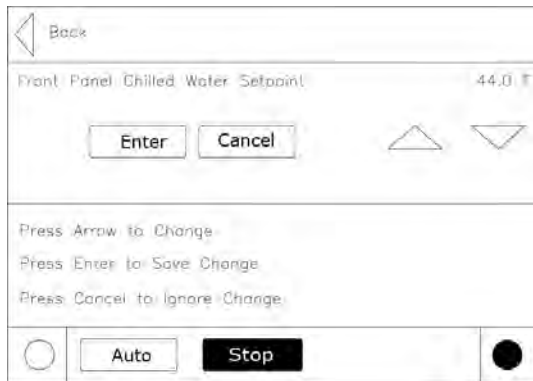 Back
Front Panel Chilled Water Setpoint 44.0 F
Enter Cancel
Press Arrow to Change
Press Enter to Save Change
Press Cancel to Ignore Change
Auto Stop